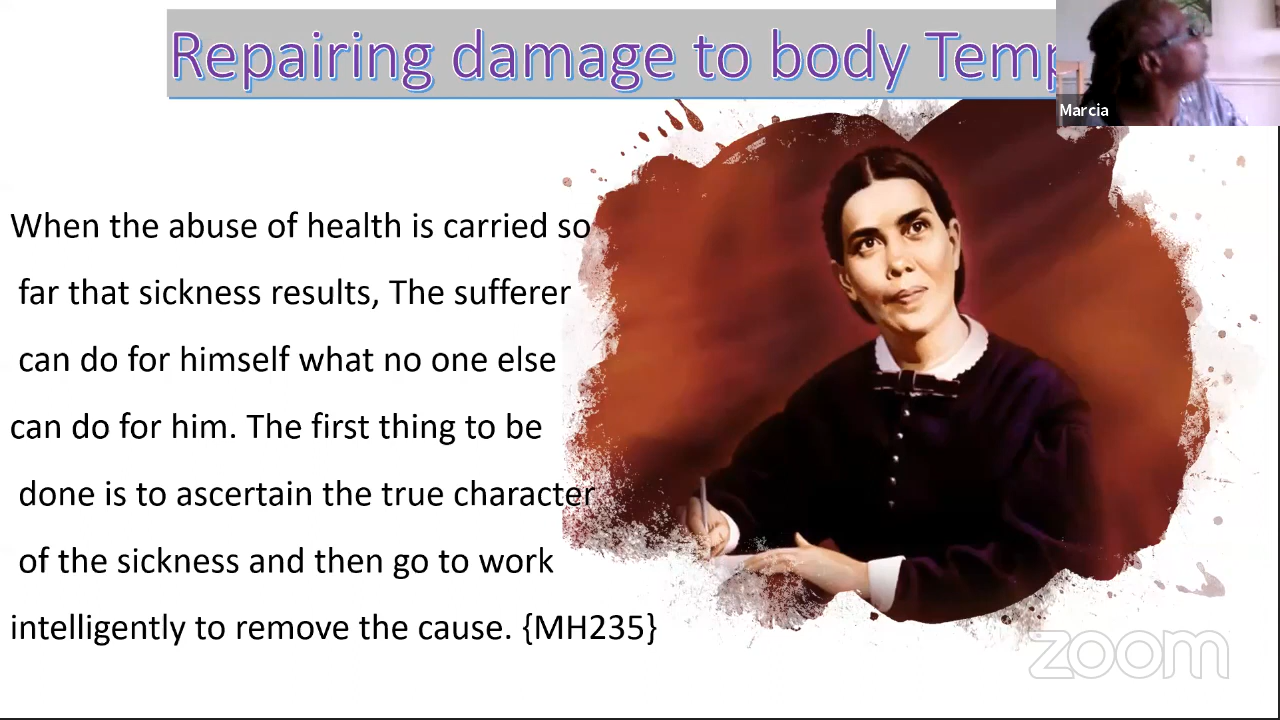 Repairing damage to body Temp
Marcia
When the abuse of health is carried so
far that sickness results, The sufferer
can do for himself what no one else
can do for him. The first thing to be
done is to ascertain the true character
of the sickness and then go to work
intelligently to remove the cause. {MH235}
zoom